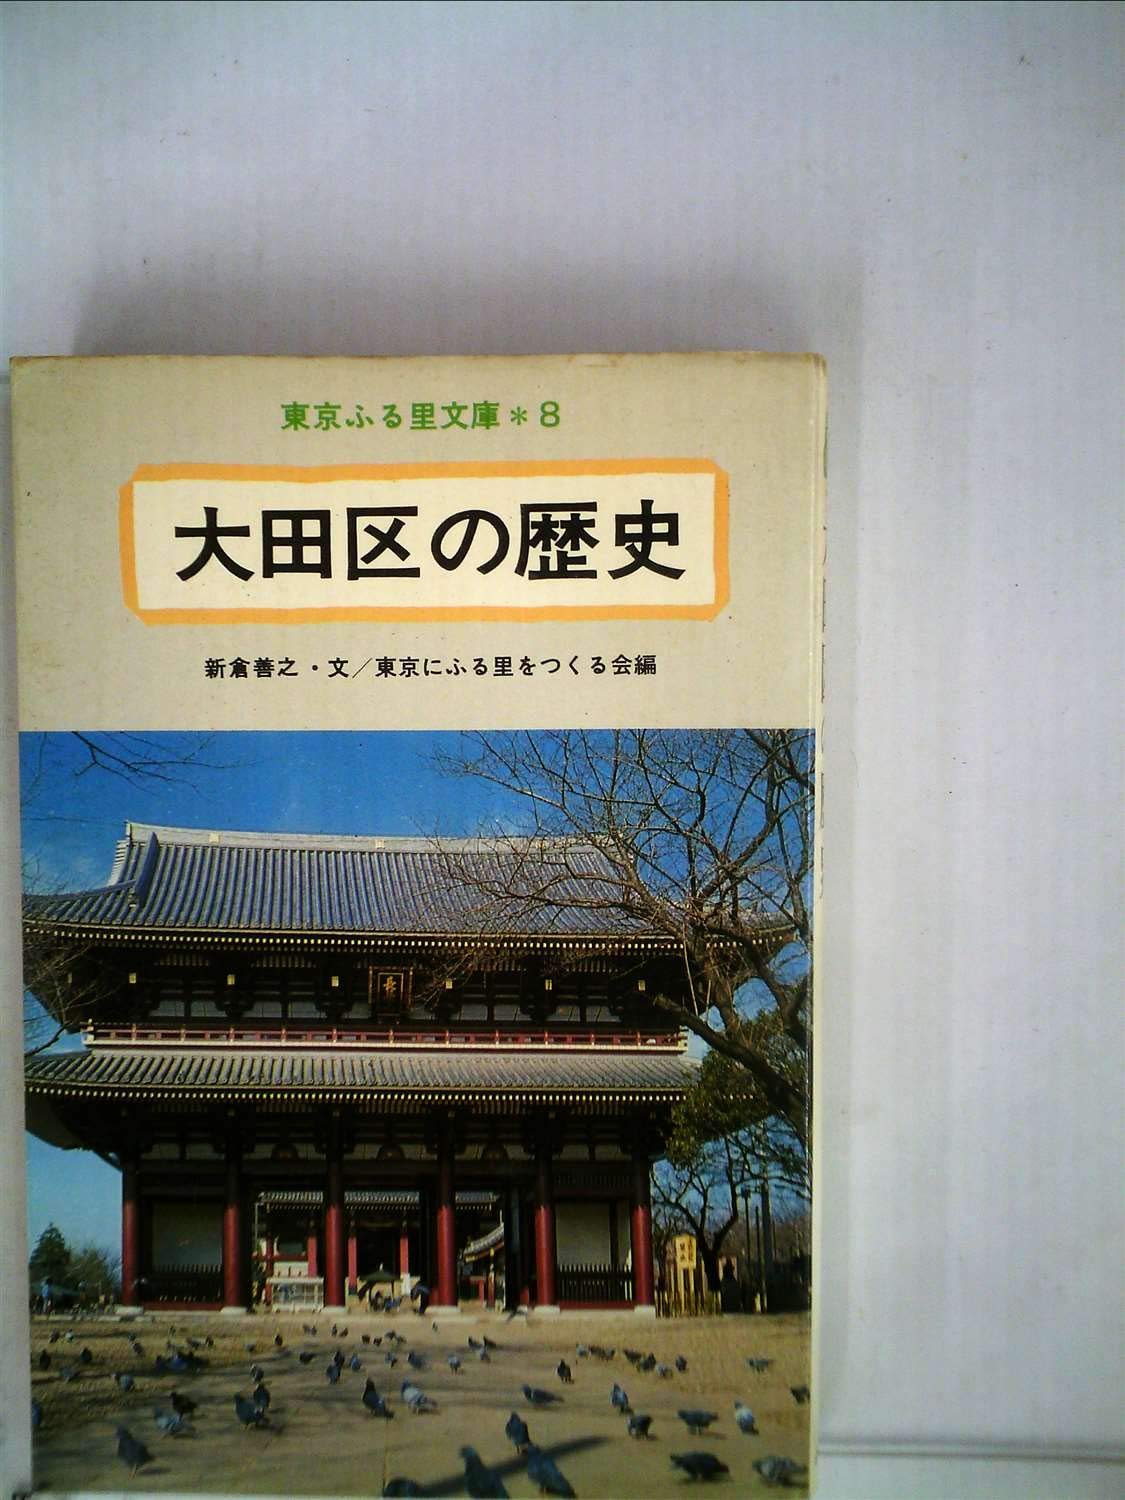 東京ふる里文庫＊8
大田区の歴史
新倉善之・文／東京にふる里をつくる会編